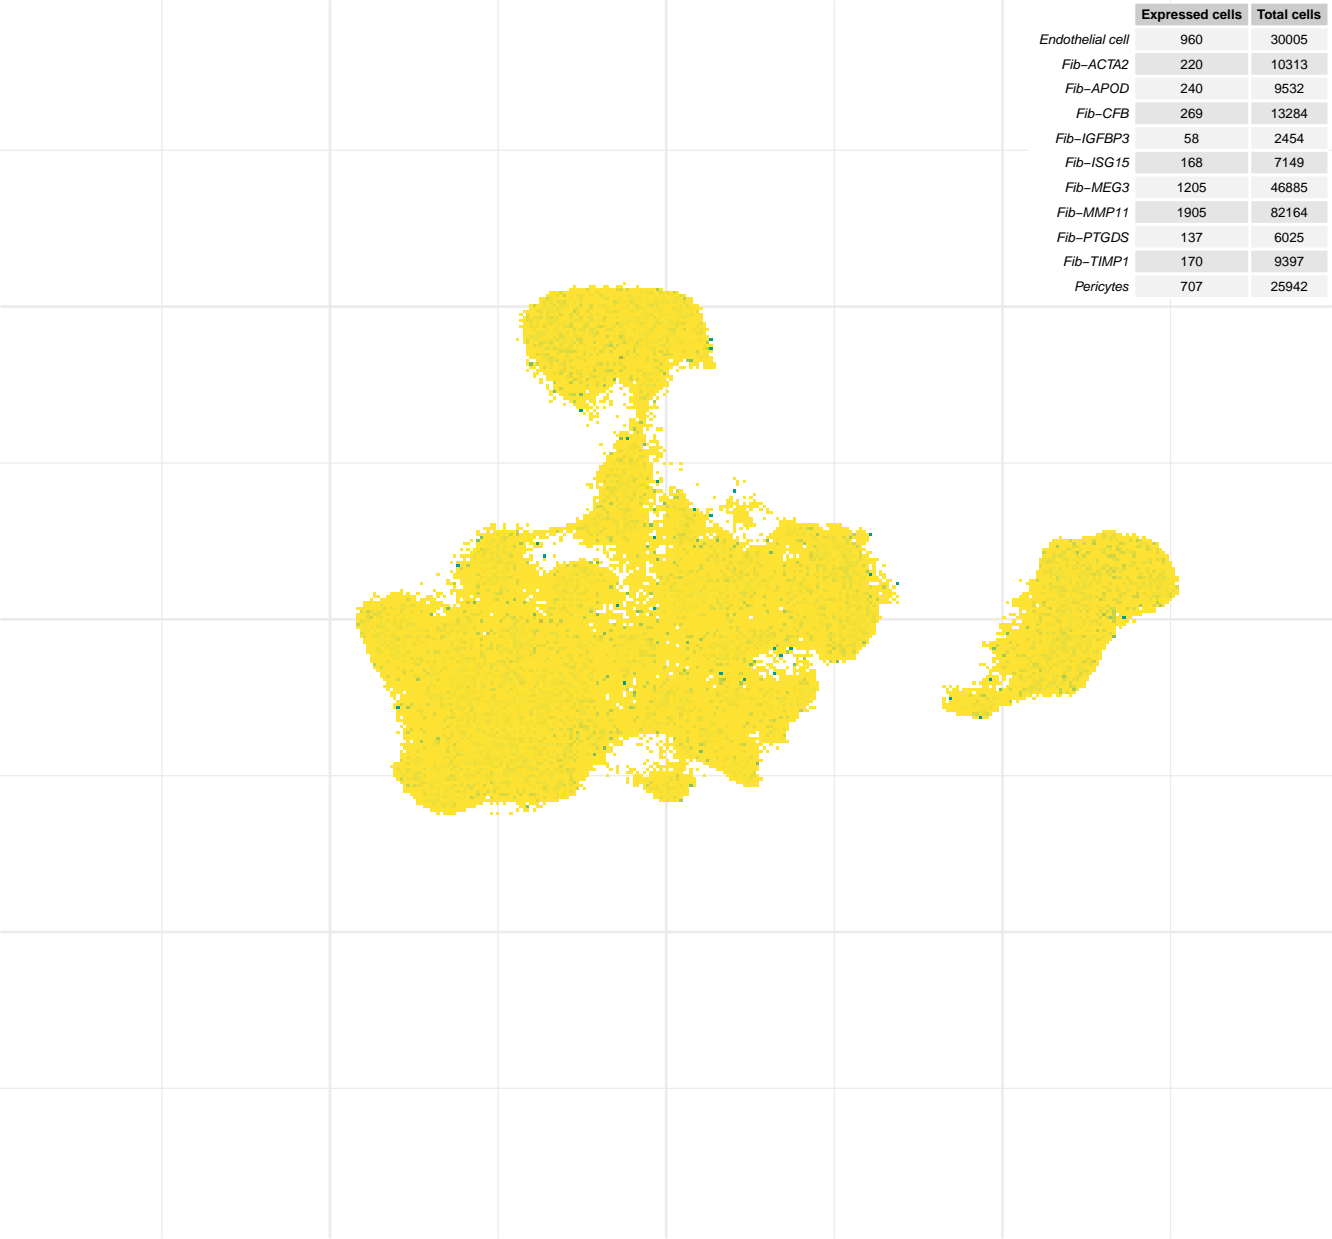 Expressed cells Total cells
Endothelial cell 960 30005
Fib−ACTA2 220 10313
Fib−APOD 240 9532
Fib−CFB 269 13284
Fib−IGFBP3 58 2454
Fib−ISG15 168 7149
Fib−MEG3 1205 46885
Fib−MMP11 1905 82164
Fib−PTGDS 137 6025
Fib−TIMP1 170 9397
Pericytes 707 25942